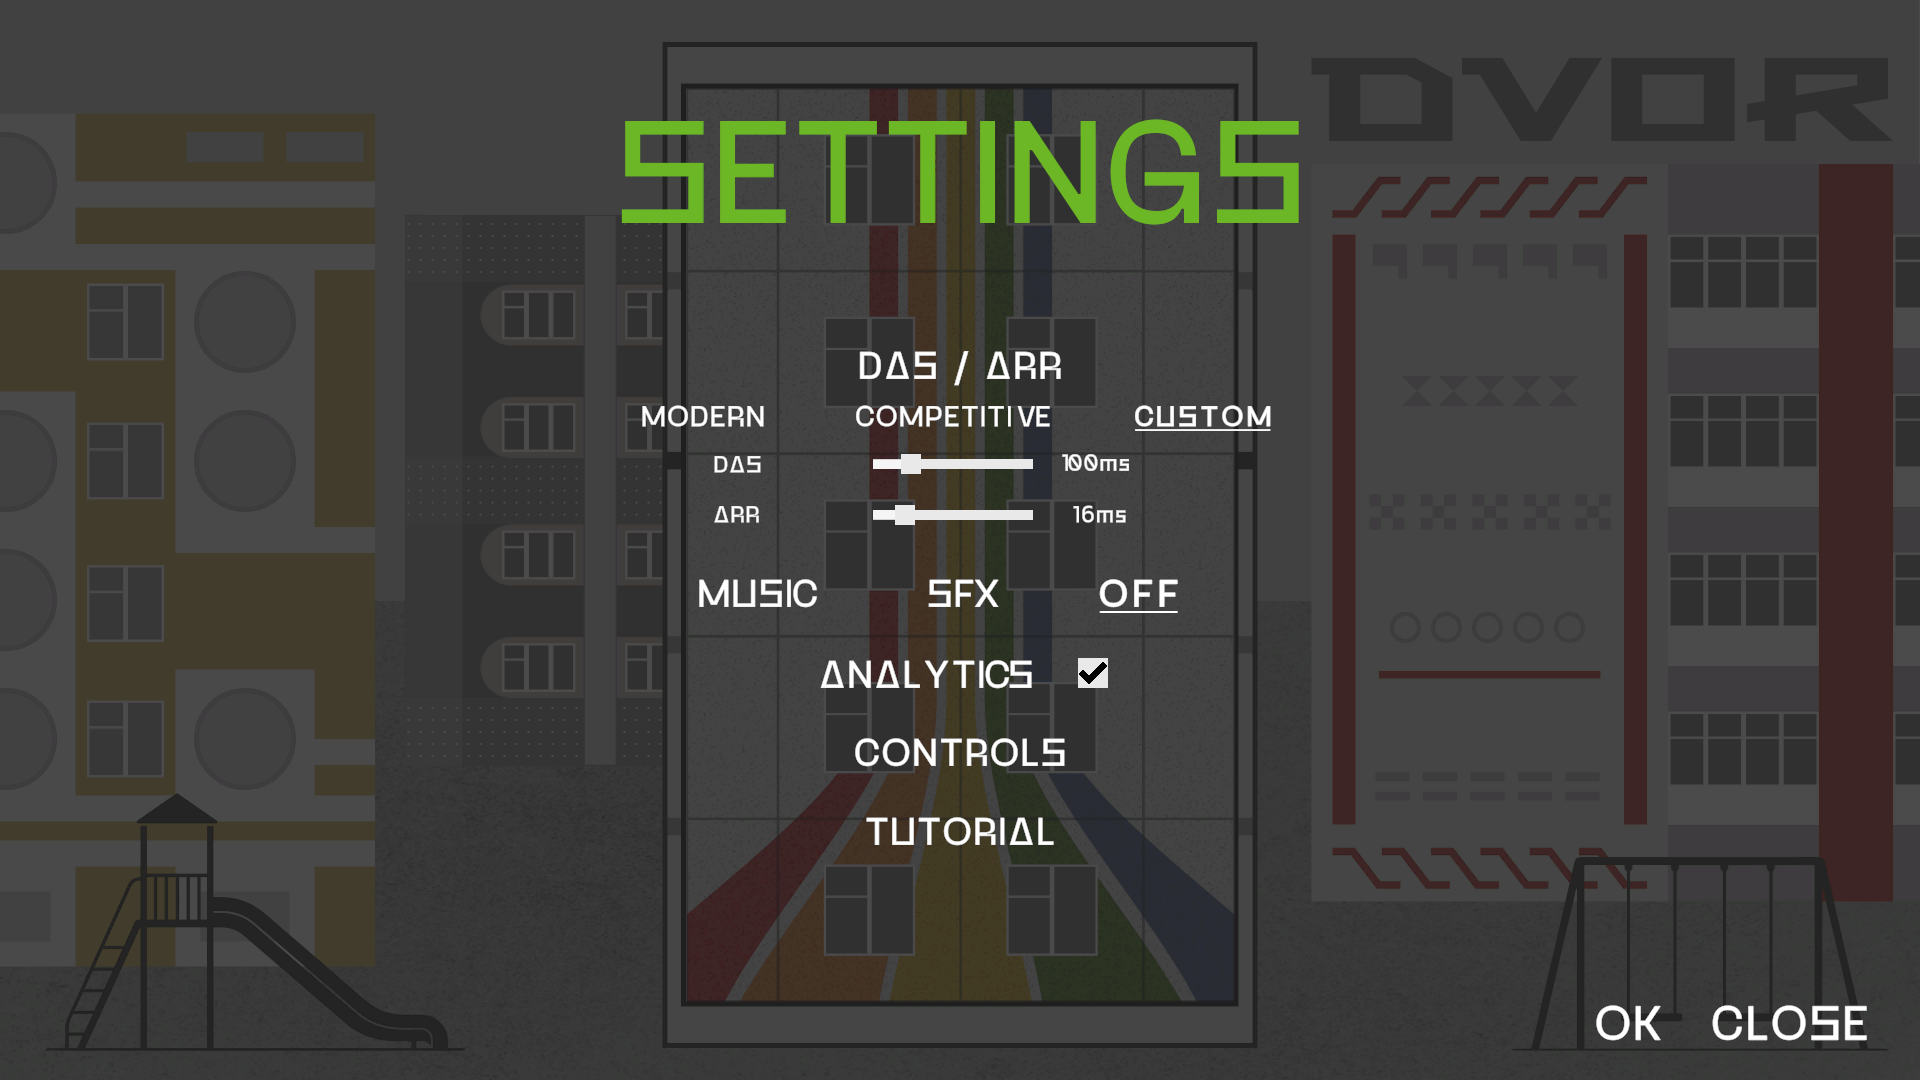 DVOR
SETTINGS
DAS / ARR
MODERN COMPETITIVE CUSTOM
DAS 100ms
ARR 16ms
MUSIC SFX OFF
ANALYTICS
CONTROLS
TUTORIAL
OK CLOSE